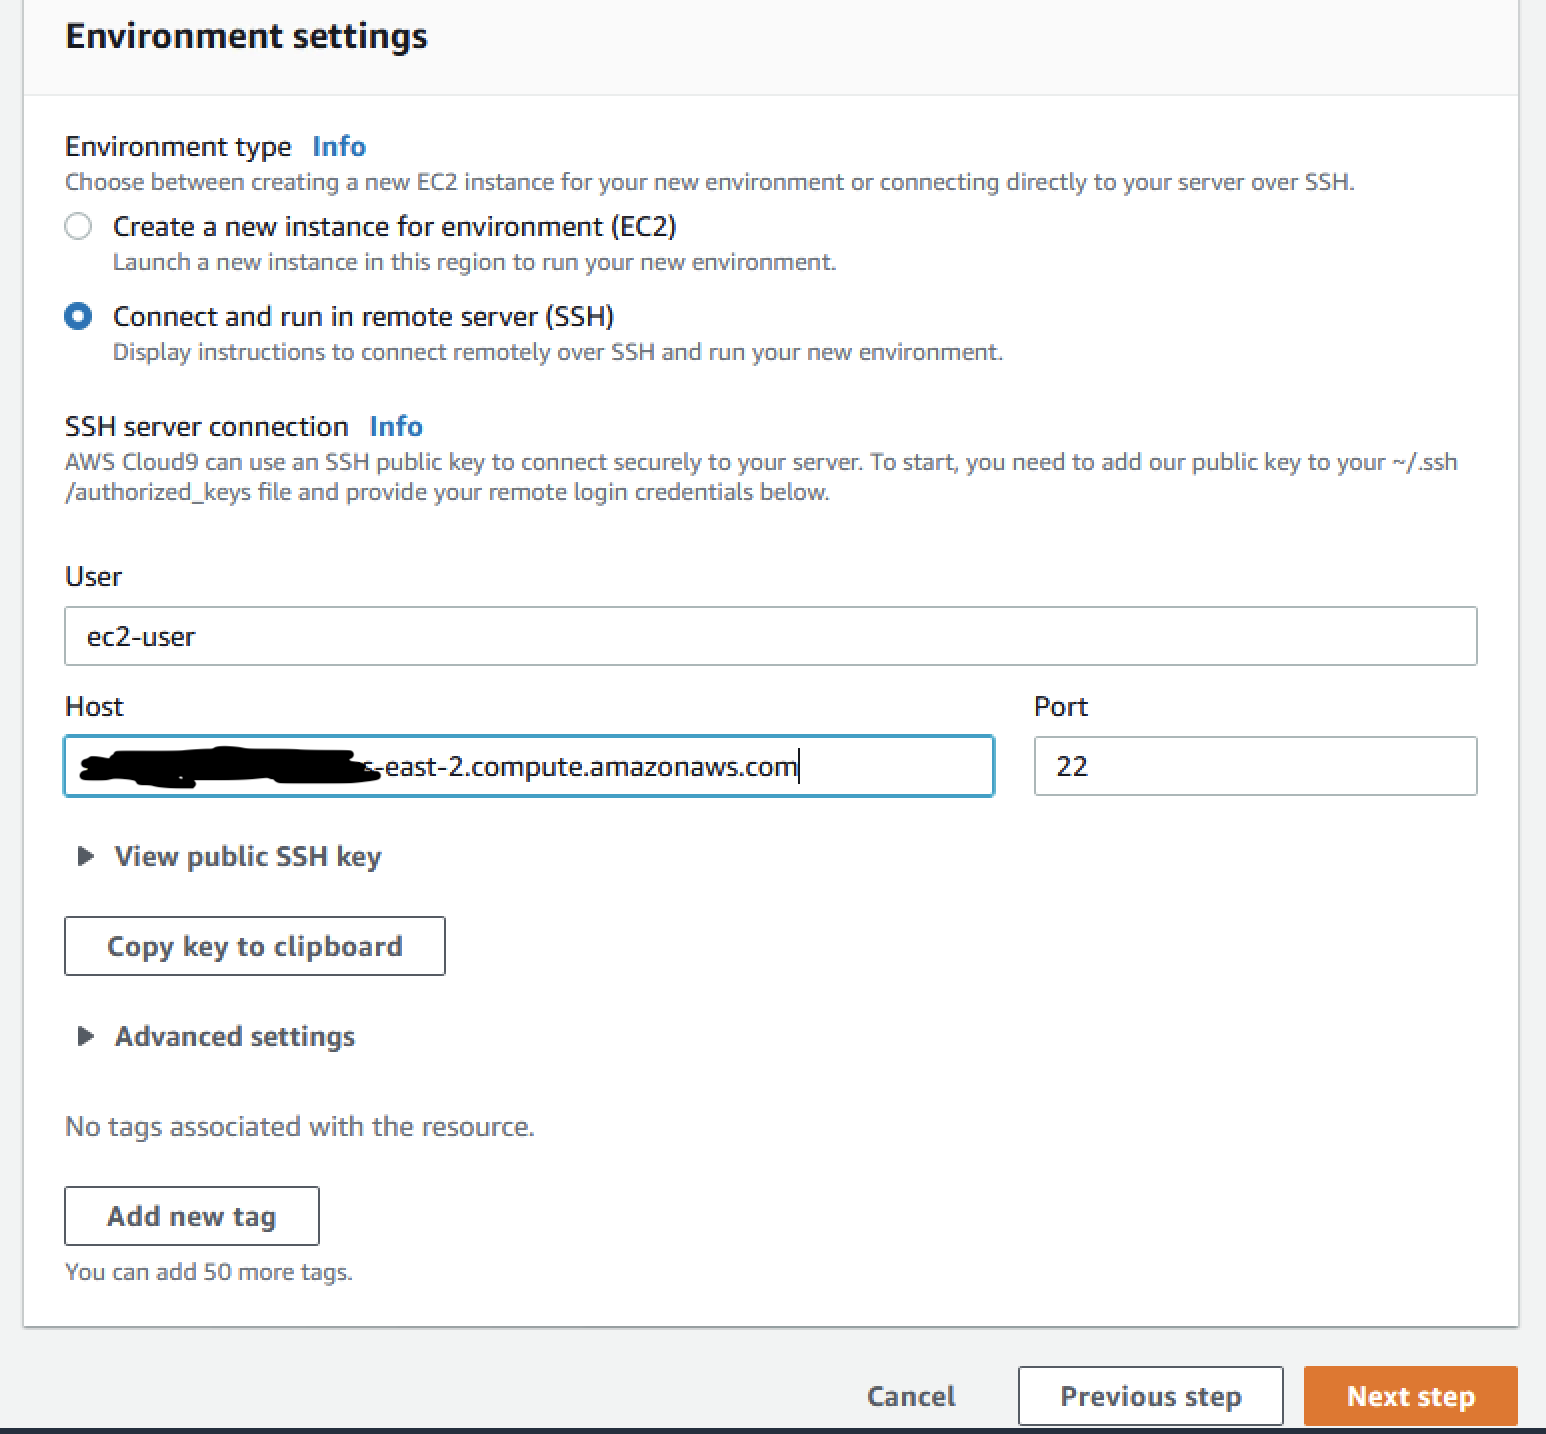 Environment settings
Environment type Info
Choose between creating a new EC2 instance for your new environment or connecting directly to your server over SSH.
Create a new instance for environment (EC2)
Launch a new instance in this region to run your new environment.
Connect and run in remote server (SSH)
Display instructions to connect remotely over SSH and run your new environment.
SSH server connection Info
AWS Cloud9 can use an SSH public key to connect securely to your server. To start, you need to add our public key to your ~/.ssh
/authorized_keys file and provide your remote login credentials below.
User
ec2-user
Host Port
s-east-2.compute.amazonaws.com 22
View public SSH key
Copy key to clipboard
Advanced settings
No tags associated with the resource.
Add new tag
You can add 50 more tags.
Cancel Previous step Next step